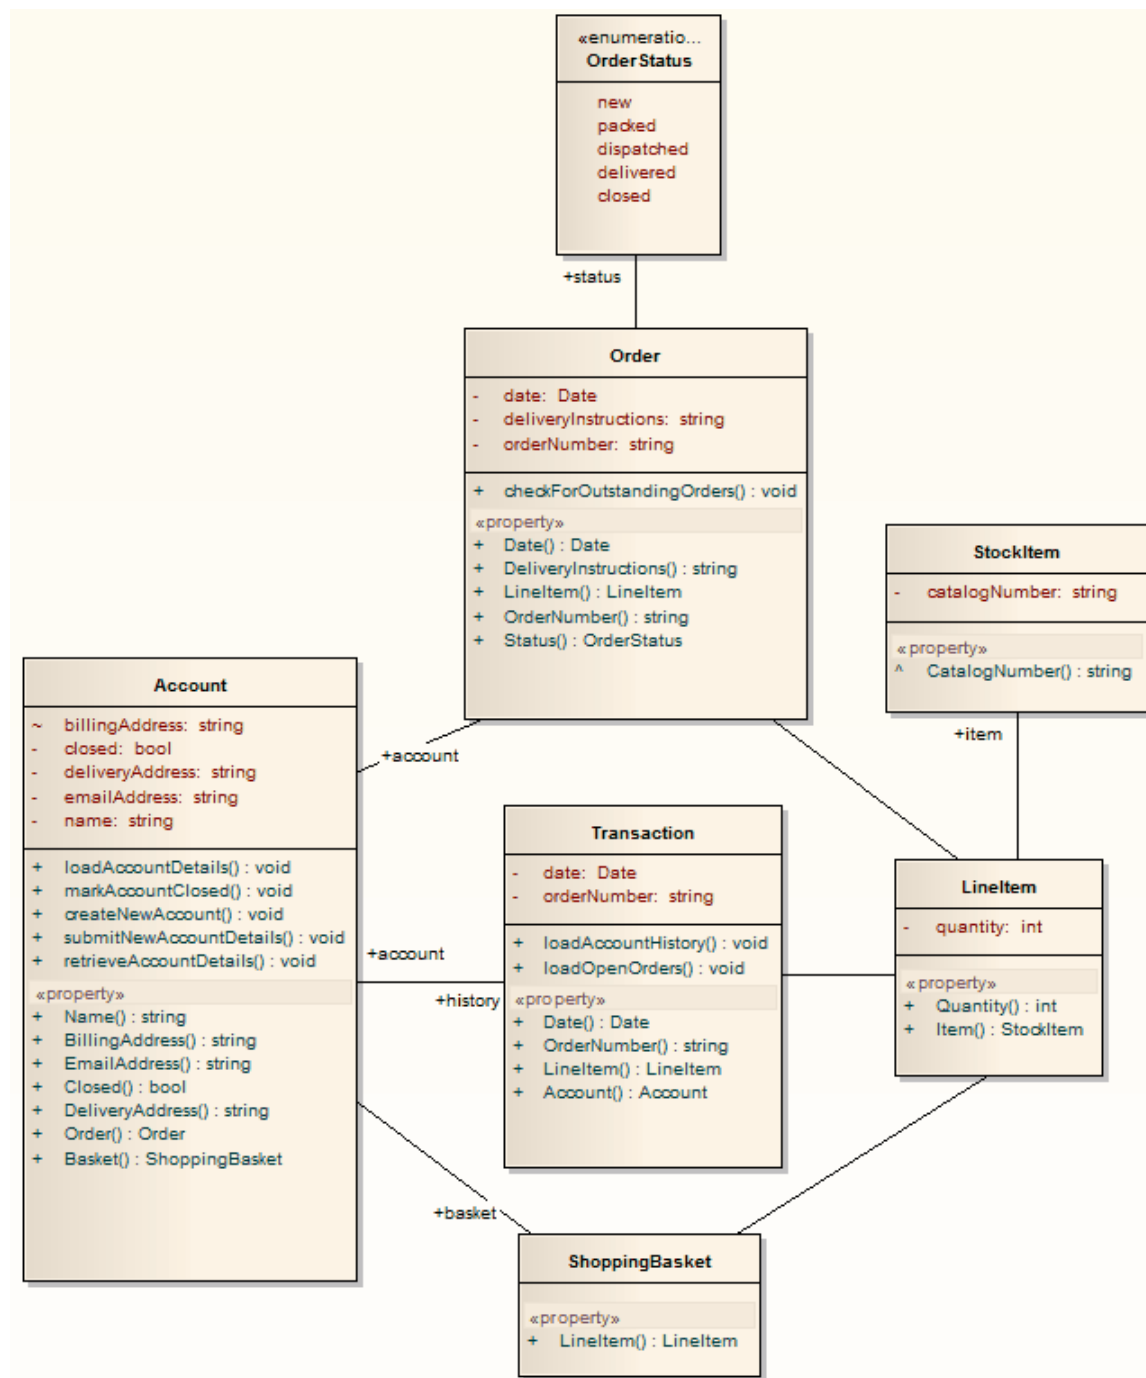 «enumeratio...
OrderStatus
new
packed
dispatched
delivered
closed
+status
Order
- date: Date
- deliveryInstructions: string
- orderNumber: string
+ checkForOutstandingOrders() : void
«property»
+ Date() : Date
+ DeliveryInstructions() : string
+ LineItem() : LineItem
+ OrderNumber() : string
+ Status() : OrderStatus
StockItem
- catalogNumber: string
«property»
^ CatalogNumber() : string
+item
Account
~ billingAddress: string
- closed: bool
- deliveryAddress: string
- emailAddress: string
- name: string
+ loadAccountDetails() : void
+ markAccountClosed() : void
+ createNewAccount() : void
+ submitNewAccountDetails() : void
+ retrieveAccountDetails() : void
«property»
+ Name() : string
+ BillingAddress() : string
+ EmailAddress() : string
+ Closed() : bool
+ DeliveryAddress() : string
+ Order() : Order
+ Basket() : ShoppingBasket
+account
+account
+history
Transaction
- date: Date
- orderNumber: string
+ loadAccountHistory() : void
+ loadOpenOrders() : void
«property»
+ Date() : Date
+ OrderNumber() : string
+ LineItem() : LineItem
+ Account() : Account
LineItem
- quantity: int
«property»
+ Quantity() : int
+ Item() : StockItem
+basket
ShoppingBasket
«property»
+ LineItem() : LineItem